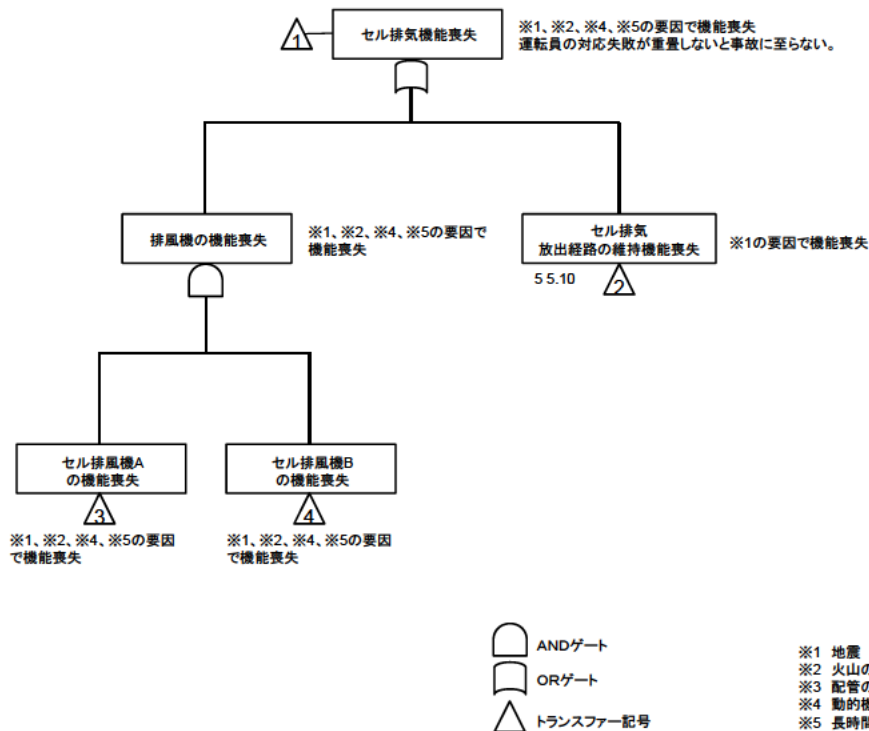 1
セル排気機能喪失
※1、※2、※4、※5の要因で機能喪失
運転員の対応失敗が重畳しないと事故に至らない。
排風機の機能喪失
※1、※2、※4、※5の要因で
機能喪失
セル排気
放出経路の維持機能喪失
※1の要因で機能喪失
5 5.10
2
セル排風機A
の機能喪失
セル排風機B
の機能喪失
3
4
※1、※2、※4、※5の要因
で機能喪失
※1、※2、※4、※5の要因
で機能喪失
ANDゲート
ORゲート
トランスファー記号
※1 地震
※2 火山の
※3 配管の
※4 動的機
※5 長時間